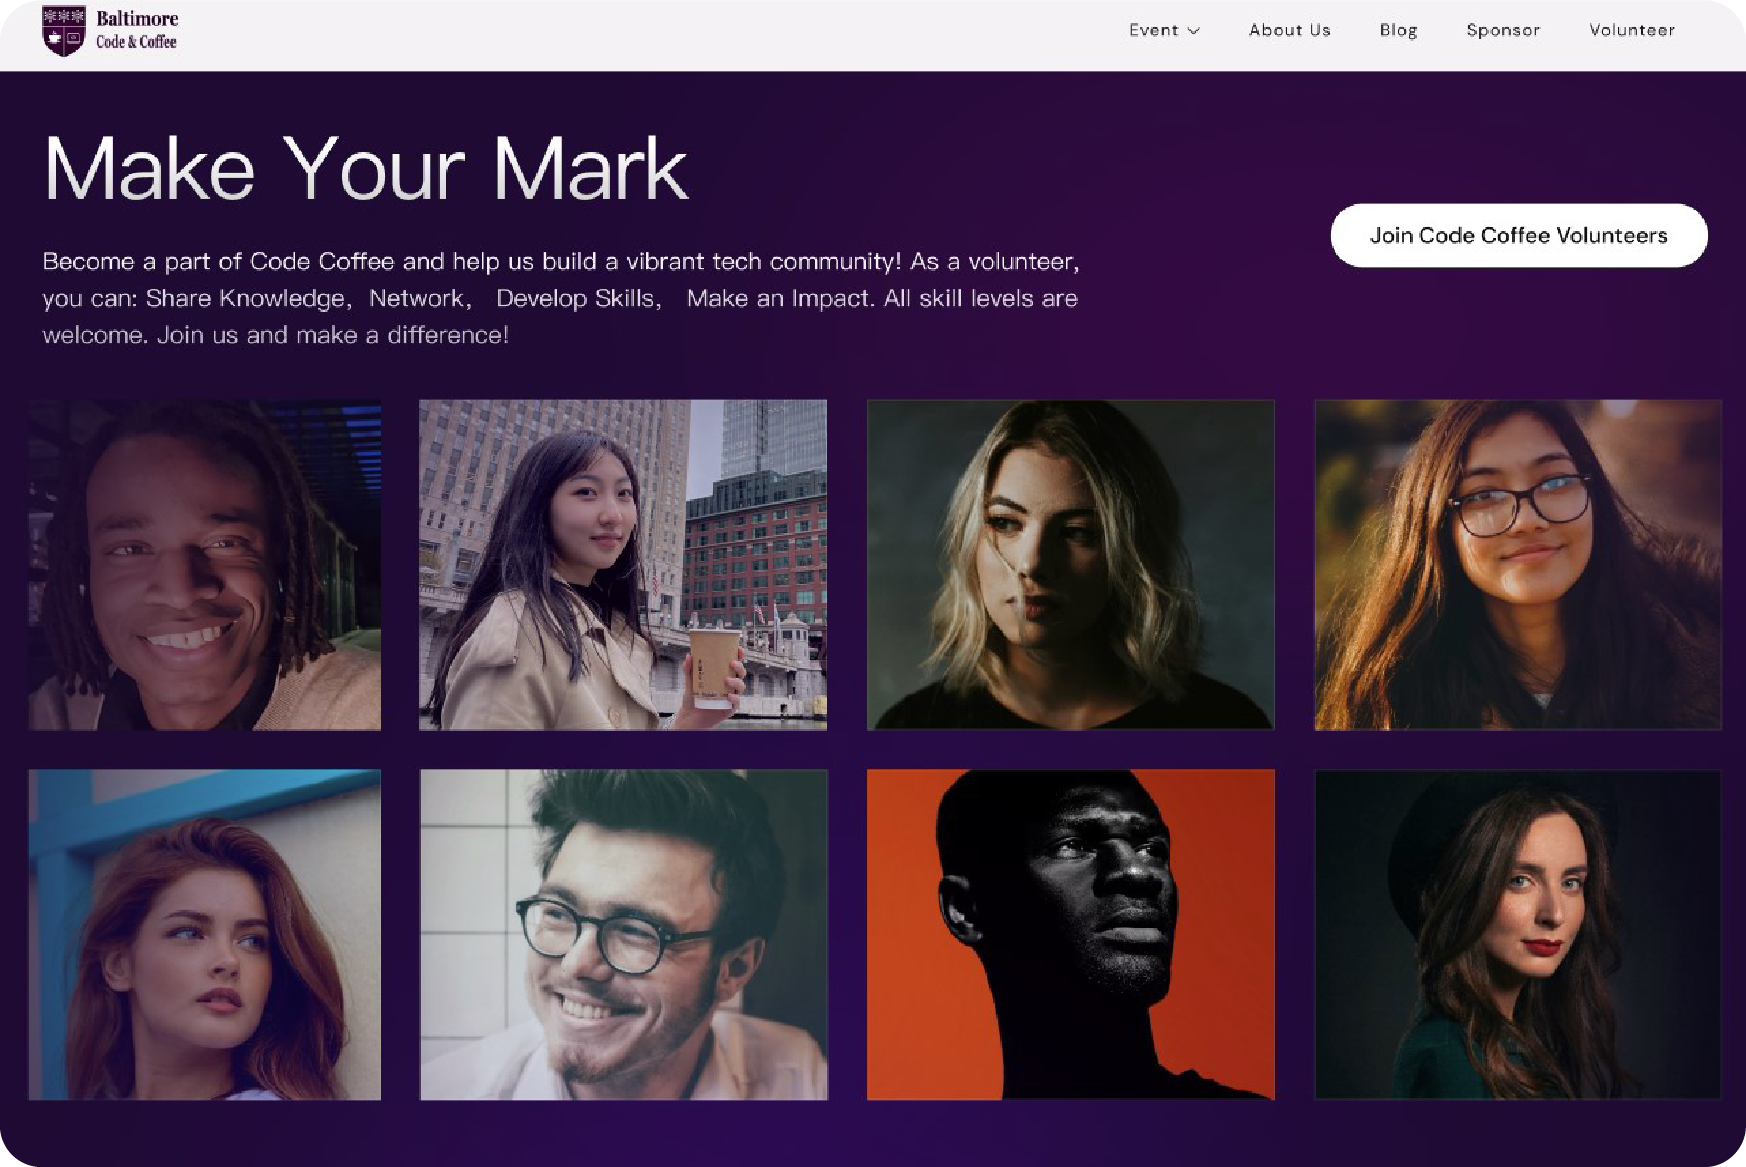 Baltimore
Code & Coffee
Event
About Us
Blog
Sponsor
Volunteer
Make Your Mark
Join Code Coffee Volunteers
Become a part of Code Coffee and help us build a vibrant tech community! As a volunteer,
you can: Share Knowledge, Network, Develop Skills, Make an Impact. All skill levels are
welcome. Join us and make a difference!